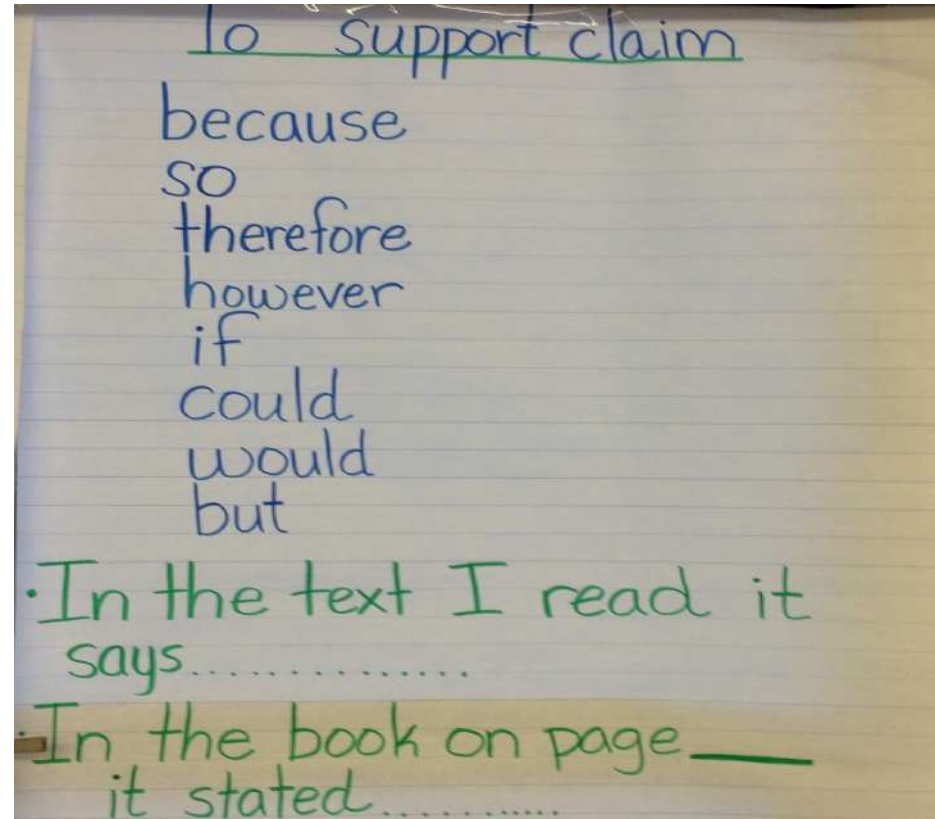 To support claim
because
so
therefore
however
if
could
would
but
·In the text I read it
says..............
·In the book on page____
it stated...........